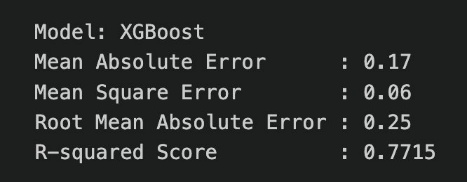 Model: XGBoost
Mean Absolute Error      : 0.17
Mean Square Error        : 0.06
Root Mean Absolute Error : 0.25
R-squared Score          : 0.7715